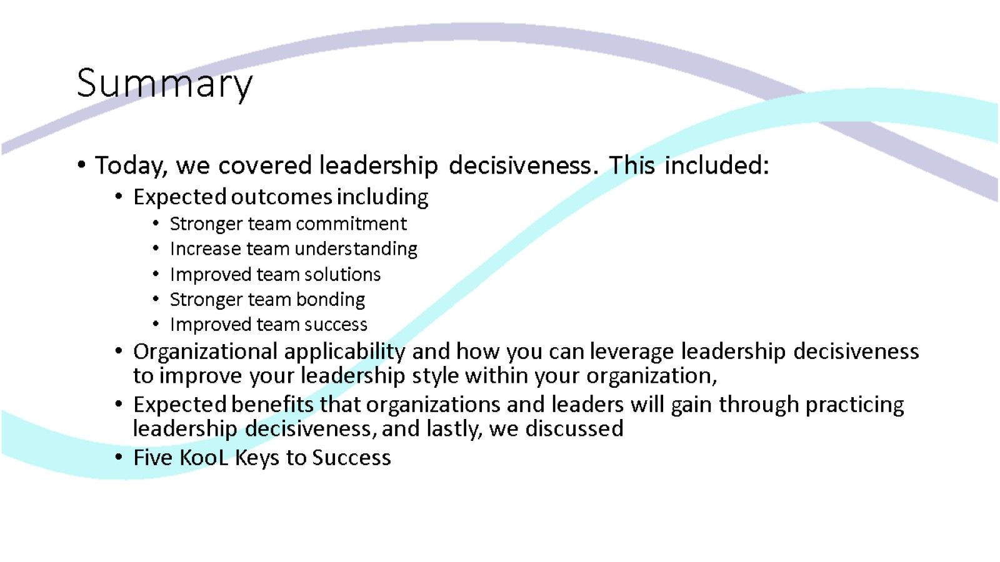 Summary
• Today, we covered leadership decisiveness. This included:
• Expected outcomes including
• Stronger team commitment
• Increase team understanding
• Improved team solutions
• Stronger team bonding
• Improved team success
• Organizational applicability and how you can leverage leadership decisiveness
to improve your leadership style within your organization,
• Expected benefits that organizations and leaders will gain through practicing
leadership decisiveness, and lastly, we discussed
• Five KooL Keys to Success